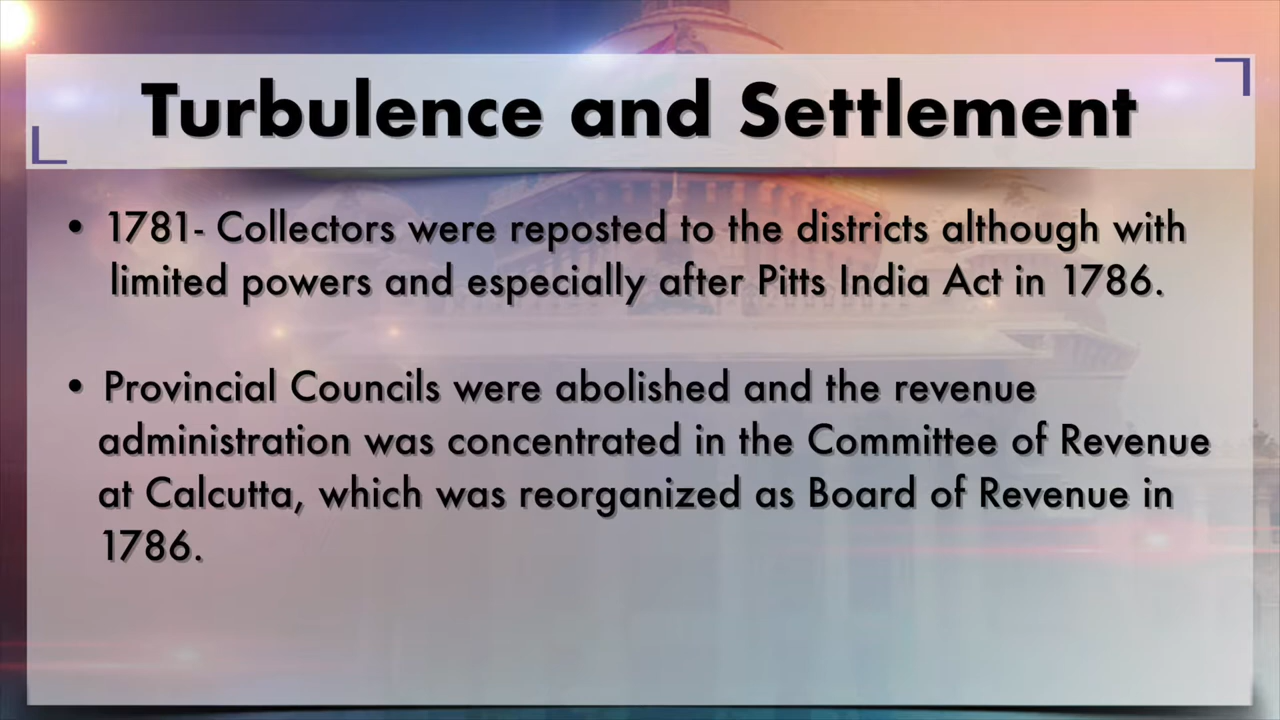 Turbulence and Settlement
• 1781- Collectors were reposted to the districts although with
limited powers and especially after Pitts India Act in 1786.
• Provincial Councils were abolished and the revenue
administration was concentrated in the Committee of Revenue
at Calcutta, which was reorganized as Board of Revenue in
1786.